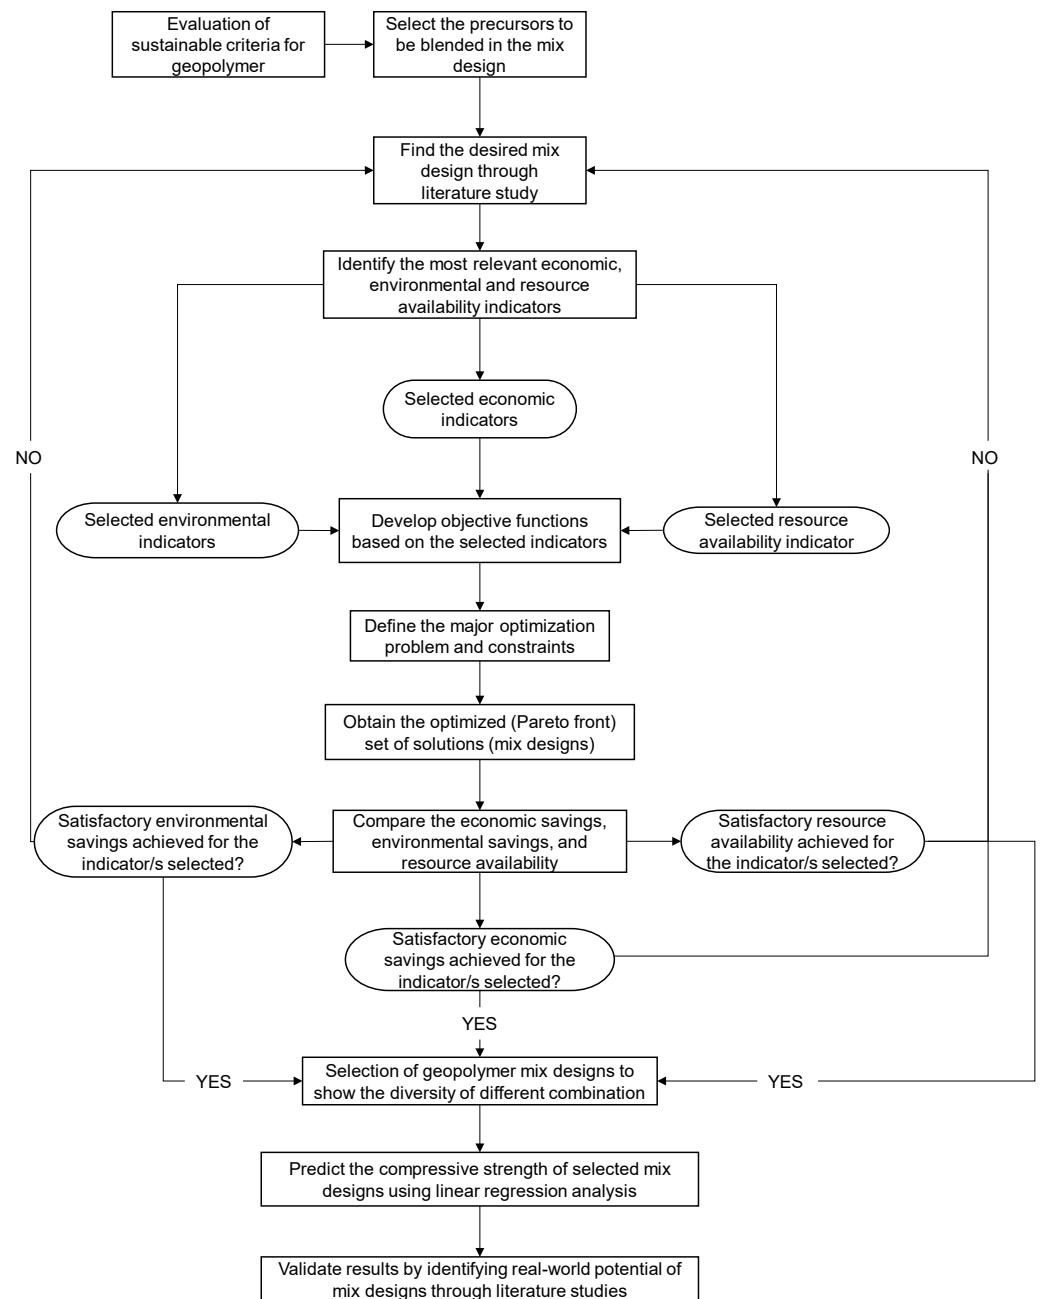 Evaluation of
sustainable criteria for
geopolymer
Select the precursors to
be blended in the mix
design
Find the desired mix
design through
literature study
Identify the most relevant economic,
environmental and resource
availability indicators
Selected economic
indicators
NO
NO
Selected environmental
indicators
Develop objective functions
based on the selected indicators
Selected resource
availability indicator
Define the major optimization
problem and constraints
Obtain the optimized (Pareto front)
set of solutions (mix designs)
Satisfactory environmental
savings achieved for the
indicator/s selected?
Compare the economic savings,
environmental savings, and
resource availability
Satisfactory resource
availability achieved for
the indicator/s selected?
Satisfactory economic
savings achieved for the
indicator/s selected?
YES
YES
Selection of geopolymer mix designs to
show the diversity of different combination
YES
Predict the compressive strength of selected mix
designs using linear regression analysis
Validate results by identifying real-world potential of
mix designs through literature studies